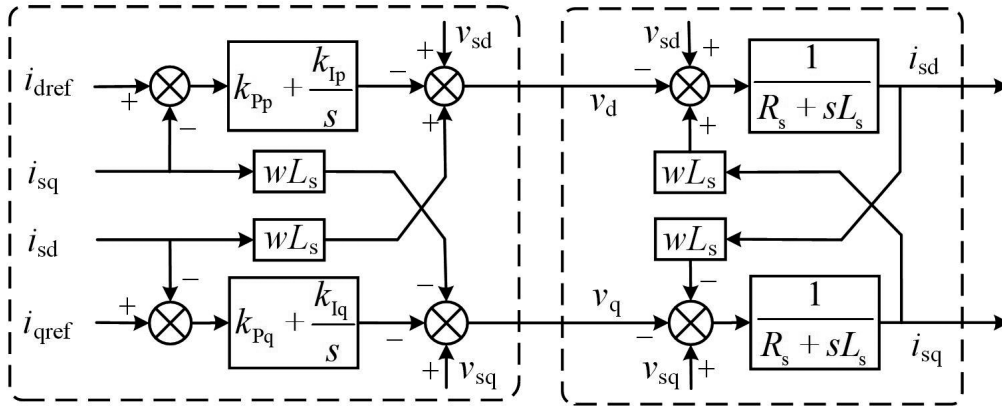 v_sd
v_sd
i_dref
+
−
k_Pp + k_Ip/s
−
+
+
v_d
−
+
+
1/(R_s + sL_s)
i_sd
i_sq
wL_s
wL_s
i_sd
wL_s
wL_s
i_qref
+
−
k_Pq + k_Iq/s
−
−
+
v_q
−
−
+
1/(R_s + sL_s)
i_sq
v_sq
v_sq